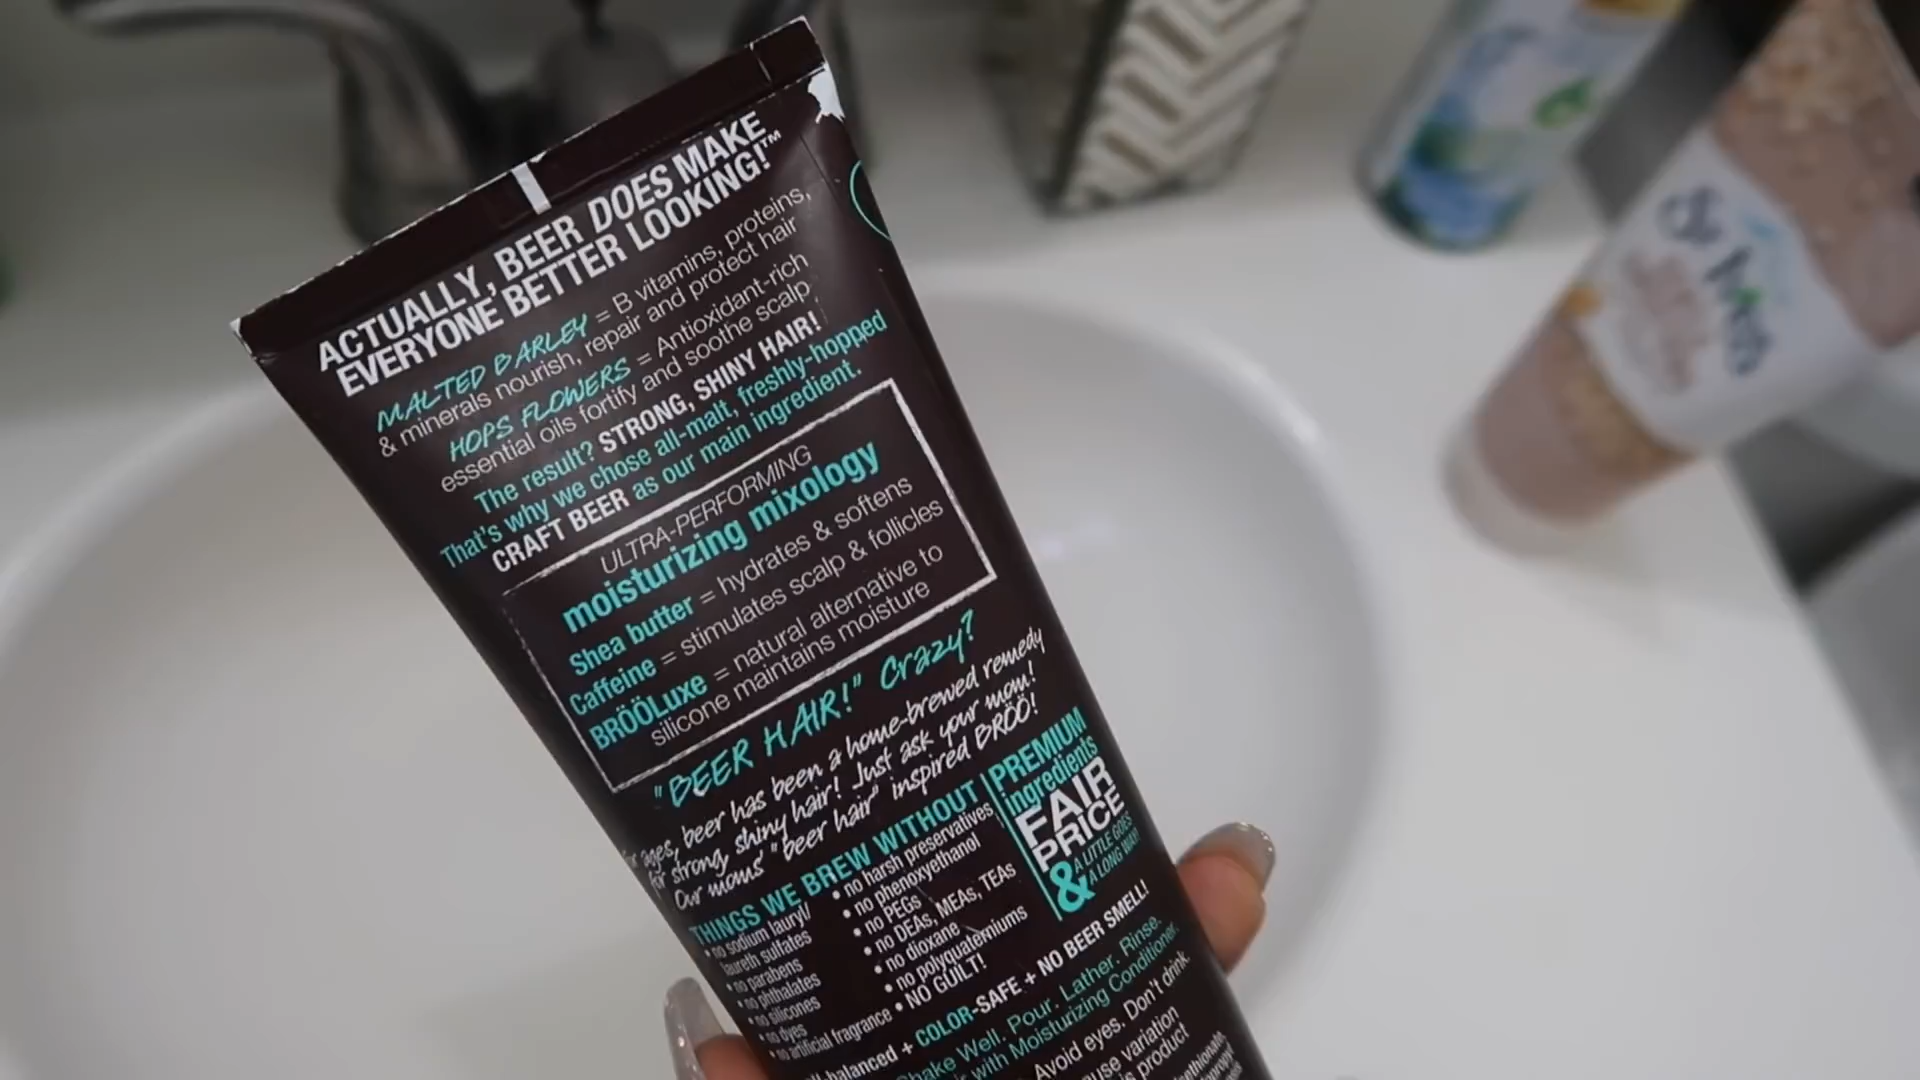 ACTUALLY, BEER DOES MAKE
EVERYONE BETTER LOOKING!™
MALTED BARLEY = B vitamins, proteins,
& minerals nourish, repair and protect hair
HOPS FLOWERS = Antioxidant-rich
essential oils fortify and soothe scalp
The result? STRONG, SHINY HAIR!
That's why we chose all-malt, freshly-hopped
CRAFT BEER as our main ingredient.
ULTRA-PERFORMING
moisturizing mixology
Shea butter = hydrates & softens
Caffeine = stimulates scalp & follicles
BRÖÖLuxe = natural alternative to
silicone maintains moisture
"BEER HAIR!" Crazy?
ages, beer has been a home-brewed remedy
for strong, shiny hair! Just ask your mom!
Our moms' "beer hair" inspired BRÖÖ!
THINGS WE BREW WITHOUT
• no sodium lauryl/
laureth sulfates
• no parabens
• no phthalates
• no silicones
• no dyes
• no artificial fragrance
• no harsh preservatives
• no phenoxyethanol
• no PEGs
• no DEAs, MEAs, TEAs
• no dioxane
• no polyquaterniums
• NO GUILT!
PREMIUM
ingredients
FAIR
PRICE
& A LITTLE GOES
A LONG WAY!
balanced + COLOR-SAFE + NO BEER SMELL!
Shake Well. Pour. Lather. Rinse.
with Moisturizing Conditioner.
Avoid eyes. Don't drink.
variation
product
St. Ives